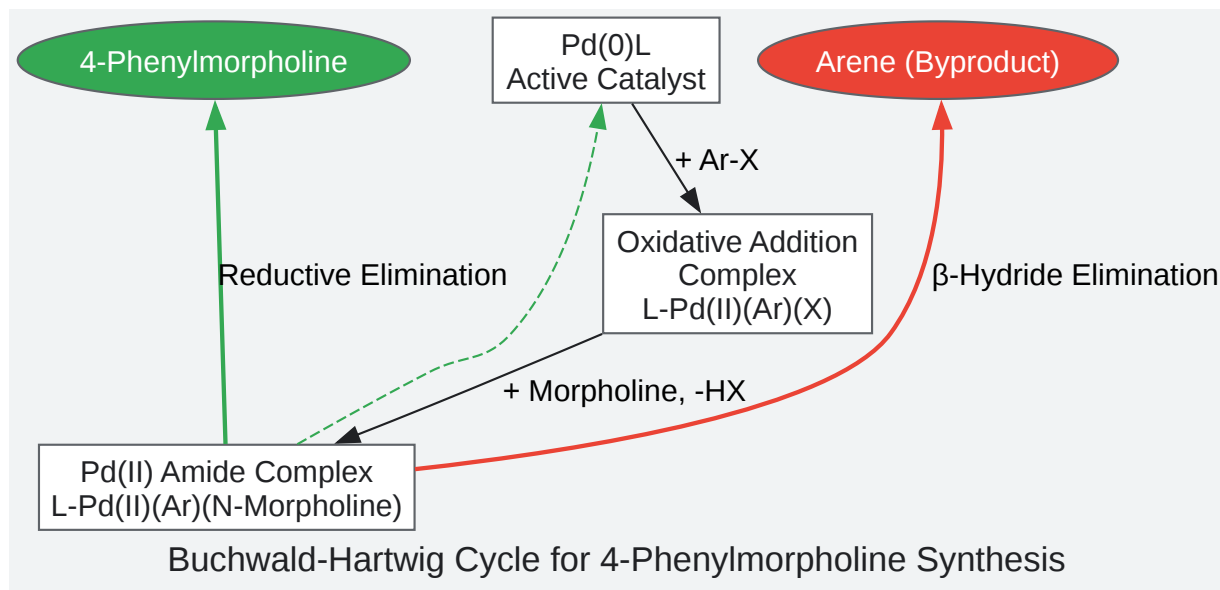 4-Phenylmorpholine
Pd(0)L
Active Catalyst
Arene (Byproduct)
+ Ar-X
Oxidative Addition
Complex
L-Pd(II)(Ar)(X)
Reductive Elimination
β-Hydride Elimination
+ Morpholine, -HX
Pd(II) Amide Complex
L-Pd(II)(Ar)(N-Morpholine)
Buchwald-Hartwig Cycle for 4-Phenylmorpholine Synthesis